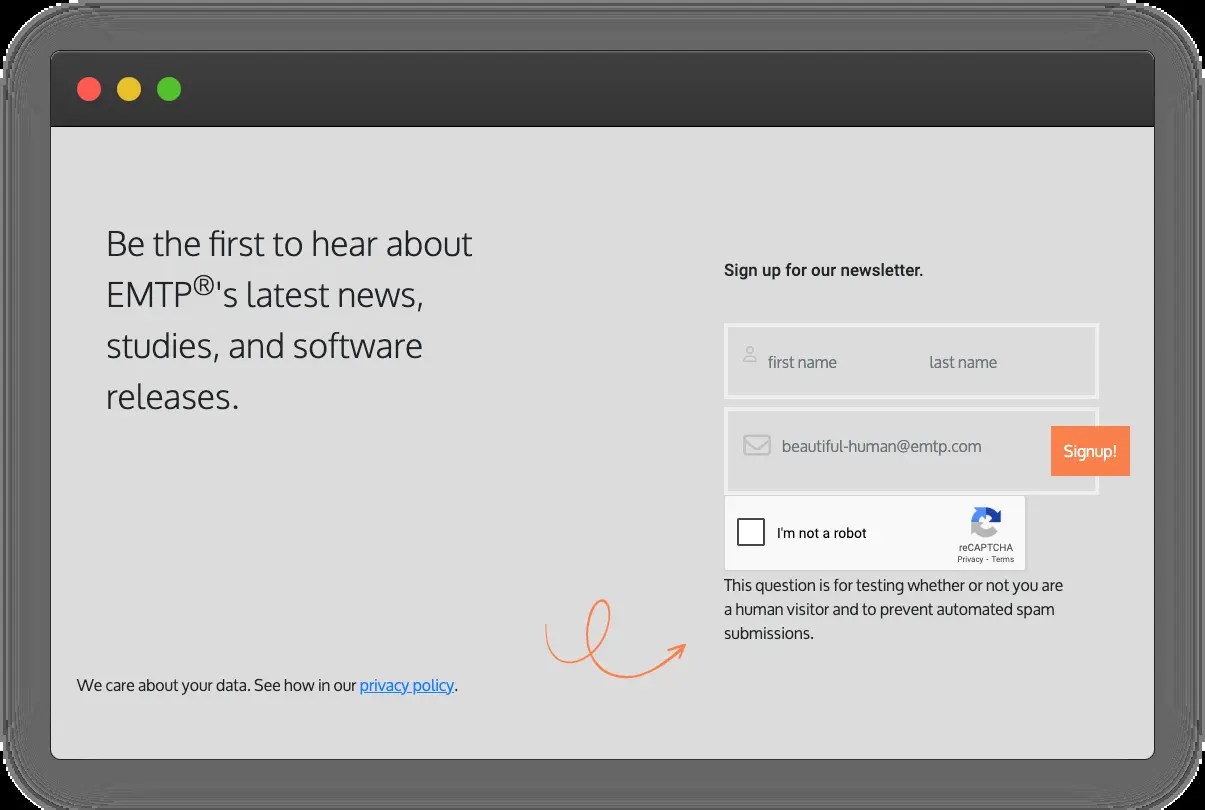 Be the first to hear about
EMTP®'s latest news,
studies, and software
releases.
Sign up for our newsletter.
first name last name
beautiful-human@emtp.com
Signup!
I'm not a robot
reCAPTCHA
Privacy - Terms
This question is for testing whether or not you are
a human visitor and to prevent automated spam
submissions.
We care about your data. See how in our privacy policy.